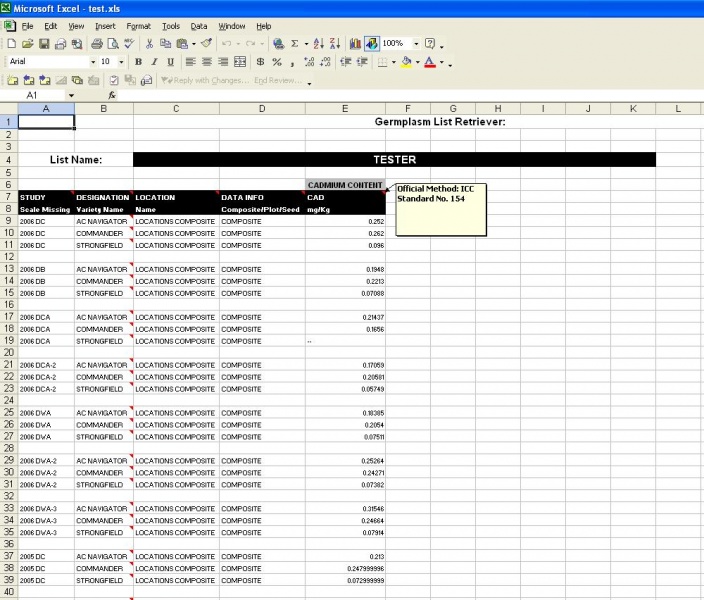 Microsoft Excel - test.xls
File Edit View Insert Format Tools Data Window Help
100%
Arial 10 B I U $ % ,
Reply with Changes... End Review...
A1 fx
A B C D E F G H I J K L
1 Germplasm List Retriever:
2
3
4 List Name: TESTER
5
6 CADMIUM CONTENT
Official Method: ICC
Standard No. 154
7 STUDY DESIGNATION LOCATION DATA INFO CAD
8 Scale Missing Variety Name Name Composite/Plot/Seed mg/Kg
9 2006 DC AC NAVIGATOR LOCATIONS COMPOSITE COMPOSITE 0.252
10 2006 DC COMMANDER LOCATIONS COMPOSITE COMPOSITE 0.262
11 2006 DC STRONGFIELD LOCATIONS COMPOSITE COMPOSITE 0.096
12
13 2006 DB AC NAVIGATOR LOCATIONS COMPOSITE COMPOSITE 0.1948
14 2006 DB COMMANDER LOCATIONS COMPOSITE COMPOSITE 0.2213
15 2006 DB STRONGFIELD LOCATIONS COMPOSITE COMPOSITE 0.07088
16
17 2006 DCA AC NAVIGATOR LOCATIONS COMPOSITE COMPOSITE 0.21437
18 2006 DCA COMMANDER LOCATIONS COMPOSITE COMPOSITE 0.1656
19 2006 DCA STRONGFIELD LOCATIONS COMPOSITE COMPOSITE --
20
21 2006 DCA-2 AC NAVIGATOR LOCATIONS COMPOSITE COMPOSITE 0.17059
22 2006 DCA-2 COMMANDER LOCATIONS COMPOSITE COMPOSITE 0.20581
23 2006 DCA-2 STRONGFIELD LOCATIONS COMPOSITE COMPOSITE 0.05749
24
25 2006 DWA AC NAVIGATOR LOCATIONS COMPOSITE COMPOSITE 0.18385
26 2006 DWA COMMANDER LOCATIONS COMPOSITE COMPOSITE 0.2054
27 2006 DWA STRONGFIELD LOCATIONS COMPOSITE COMPOSITE 0.07511
28
29 2006 DWA-2 AC NAVIGATOR LOCATIONS COMPOSITE COMPOSITE 0.25264
30 2006 DWA-2 COMMANDER LOCATIONS COMPOSITE COMPOSITE 0.24271
31 2006 DWA-2 STRONGFIELD LOCATIONS COMPOSITE COMPOSITE 0.07382
32
33 2006 DWA-3 AC NAVIGATOR LOCATIONS COMPOSITE COMPOSITE 0.31546
34 2006 DWA-3 COMMANDER LOCATIONS COMPOSITE COMPOSITE 0.24664
35 2006 DWA-3 STRONGFIELD LOCATIONS COMPOSITE COMPOSITE 0.07914
36
37 2005 DC AC NAVIGATOR LOCATIONS COMPOSITE COMPOSITE 0.213
38 2005 DC COMMANDER LOCATIONS COMPOSITE COMPOSITE 0.247999996
39 2005 DC STRONGFIELD LOCATIONS COMPOSITE COMPOSITE 0.072999999
40